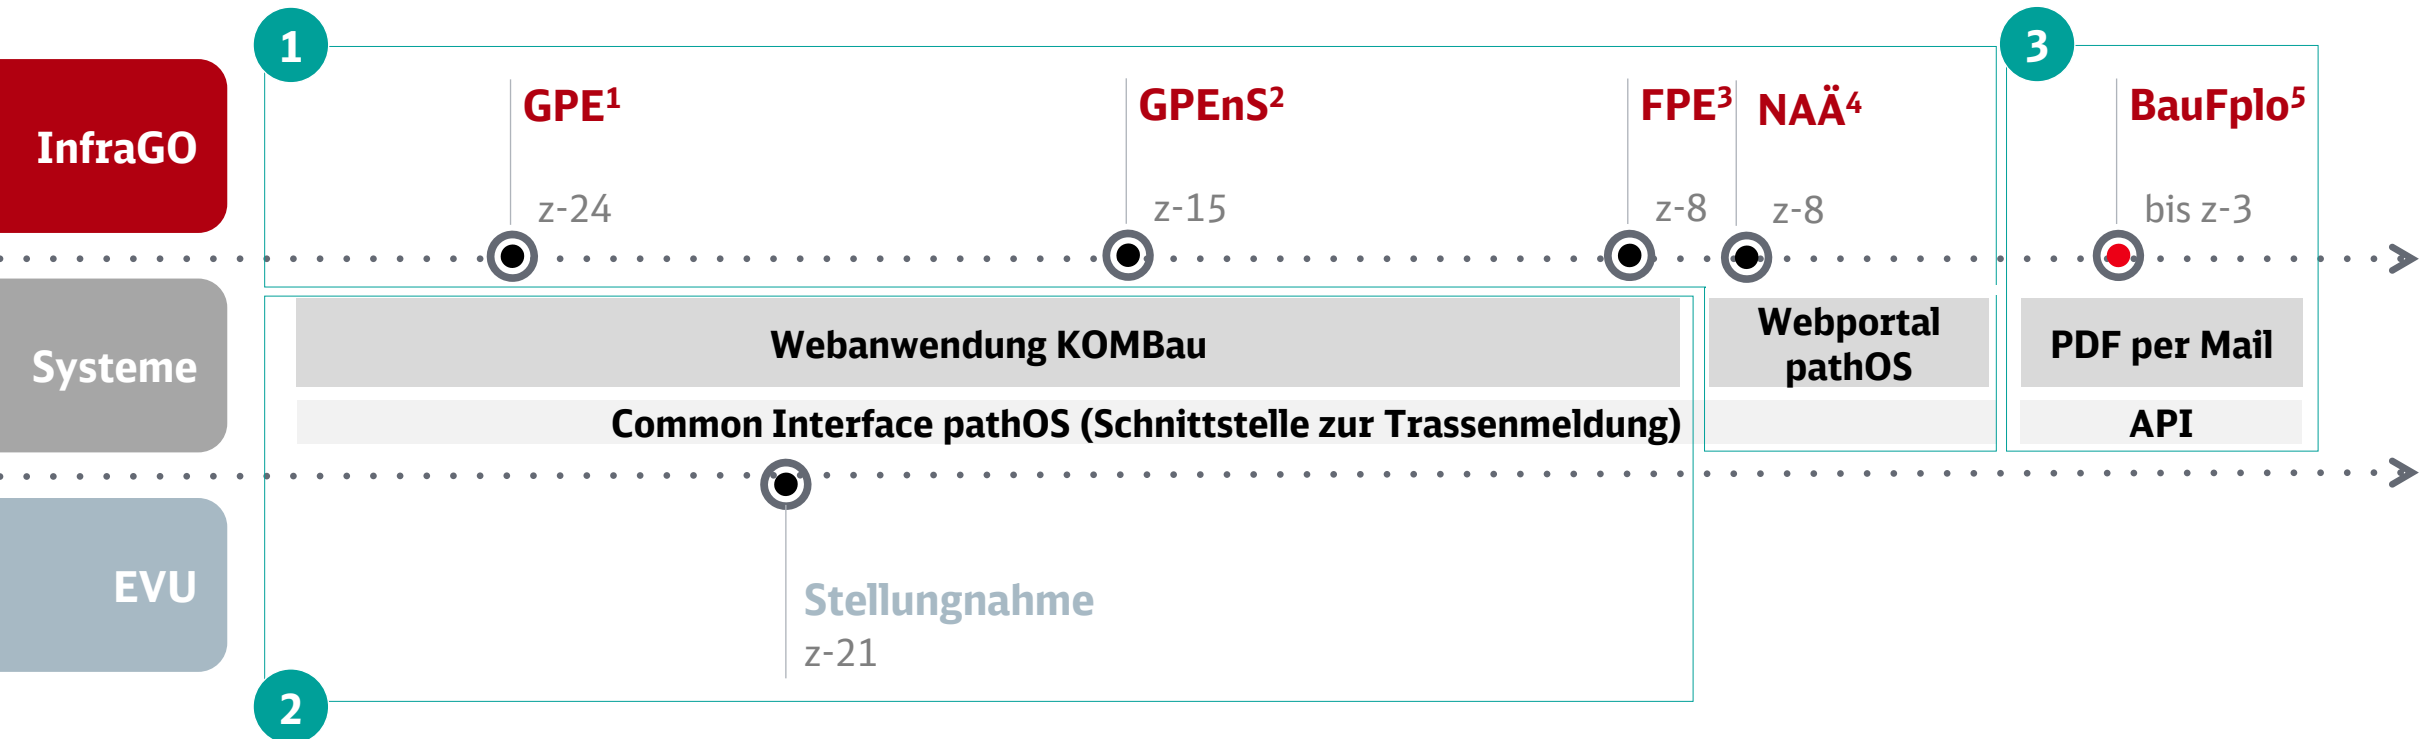 1
3
InfraGO
GPE¹
GPEnS²
FPE³
NAÄ⁴
BauFplo⁵
z-24
z-15
z-8
z-8
bis z-3
Systeme
Webanwendung KOMBau
Webportal
pathOS
PDF per Mail
Common Interface pathOS (Schnittstelle zur Trassenmeldung)
API
EVU
Stellungnahme
z-21
2